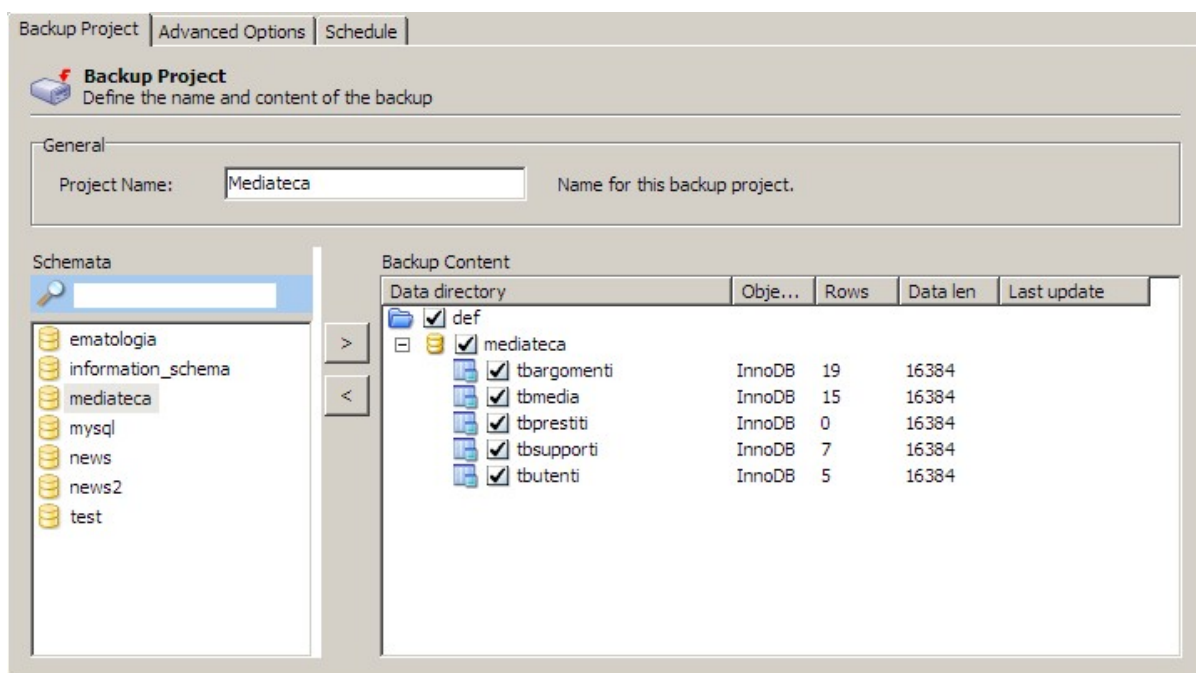 Backup Project Advanced Options Schedule
Backup Project
Define the name and content of the backup
General
Project Name: Mediateca Name for this backup project.
Schemata
ematologia
information_schema
mediateca
mysql
news
news2
test
>
<
Backup Content
Data directory Obje... Rows Data len Last update
def
mediateca
tbargomenti InnoDB 19 16384
tbmedia InnoDB 15 16384
tbprestiti InnoDB 0 16384
tbsupporti InnoDB 7 16384
tbutenti InnoDB 5 16384